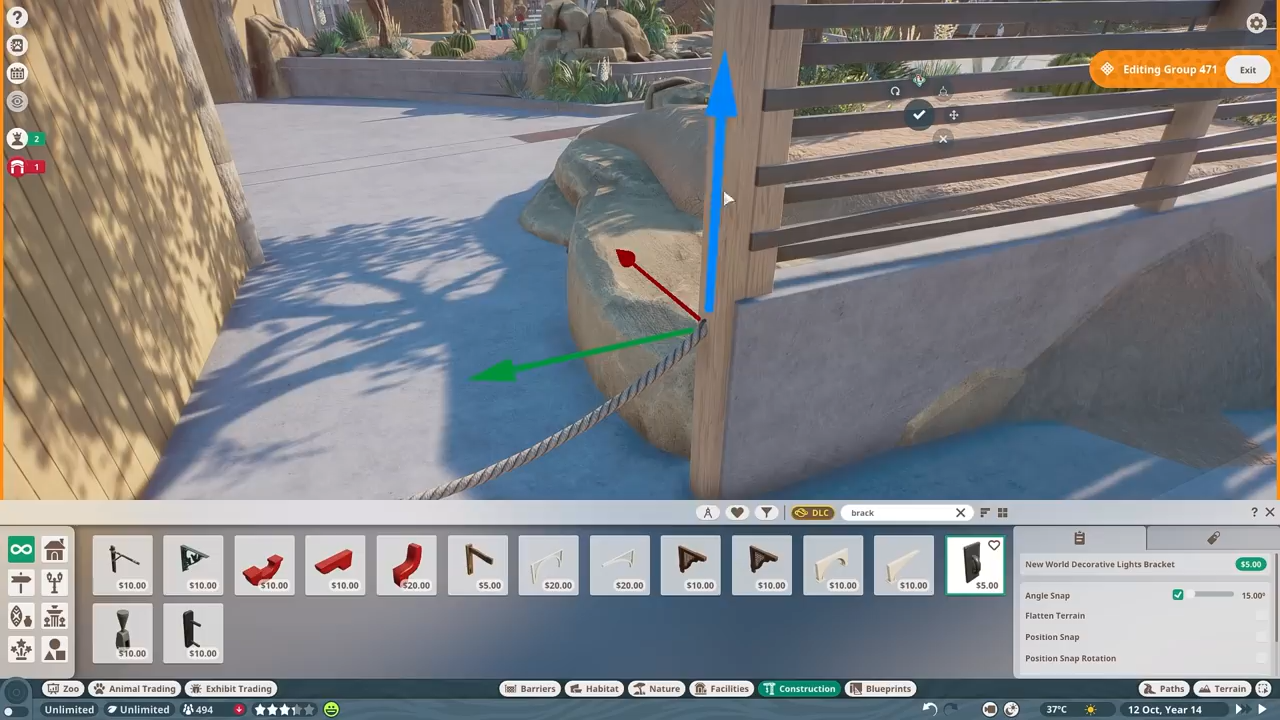 ?
Editing Group 471
Exit
2
1
DLC
brack
?
$10.00
$10.00
$10.00
$10.00
$20.00
$5.00
$20.00
$20.00
$10.00
$10.00
$10.00
$10.00
$5.00
$10.00
$10.00
New World Decorative Lights Bracket
$5.00
Angle Snap
15.00°
Flatten Terrain
Position Snap
Position Snap Rotation
Zoo
Animal Trading
Exhibit Trading
Barriers
Habitat
Nature
Facilities
Construction
Blueprints
Paths
Terrain
Unlimited
Unlimited
494
37°C
12 Oct, Year 14